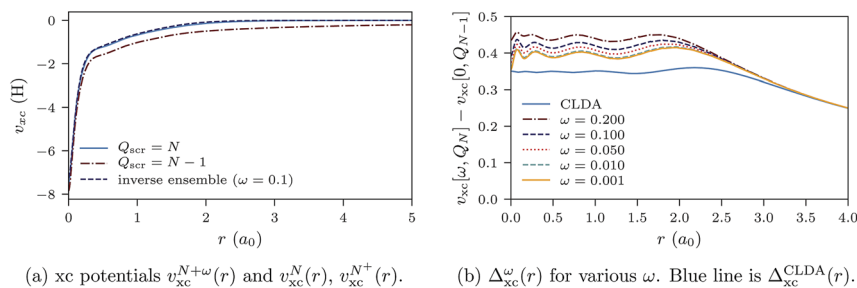 0
−2
−4
−6
−8
v_xc (H)
Q_scr = N
Q_scr = N − 1
inverse ensemble (ω = 0.1)
0 1 2 3 4 5
r (a_0)
(a) xc potentials v_xc^{N+ω}(r) and v_xc^N(r), v_xc^{N^+}(r).
0.5
0.4
0.3
0.2
0.1
0.0
v_xc[ω, Q_N] − v_xc[0, Q_{N−1}]
CLDA
ω = 0.200
ω = 0.100
ω = 0.050
ω = 0.010
ω = 0.001
0.0 0.5 1.0 1.5 2.0 2.5 3.0 3.5 4.0
r (a_0)
(b) Δ_xc^ω(r) for various ω. Blue line is Δ_xc^CLDA(r).